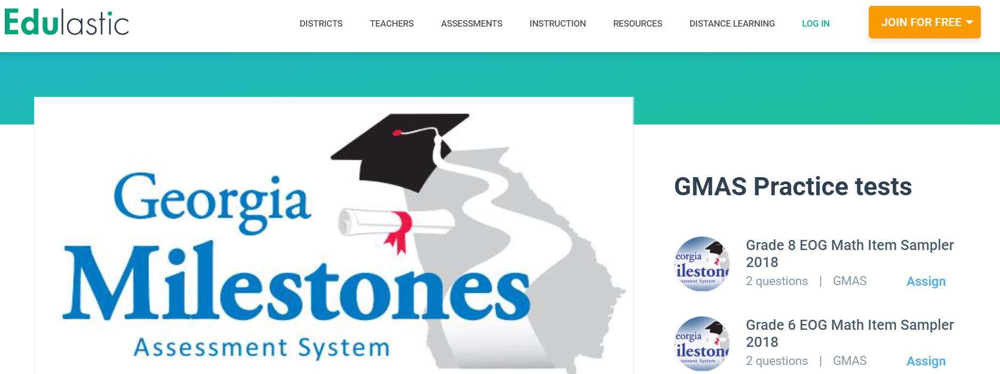 Edulastic
DISTRICTS TEACHERS ASSESSMENTS INSTRUCTION RESOURCES DISTANCE LEARNING LOG IN JOIN FOR FREE
Georgia
Milestones
Assessment System
GMAS Practice tests
eorgia
ilestone
ssment System
Grade 8 EOG Math Item Sampler
2018
2 questions | GMAS Assign
eorgia
ilestone
ssment System
Grade 6 EOG Math Item Sampler
2018
2 questions | GMAS Assign